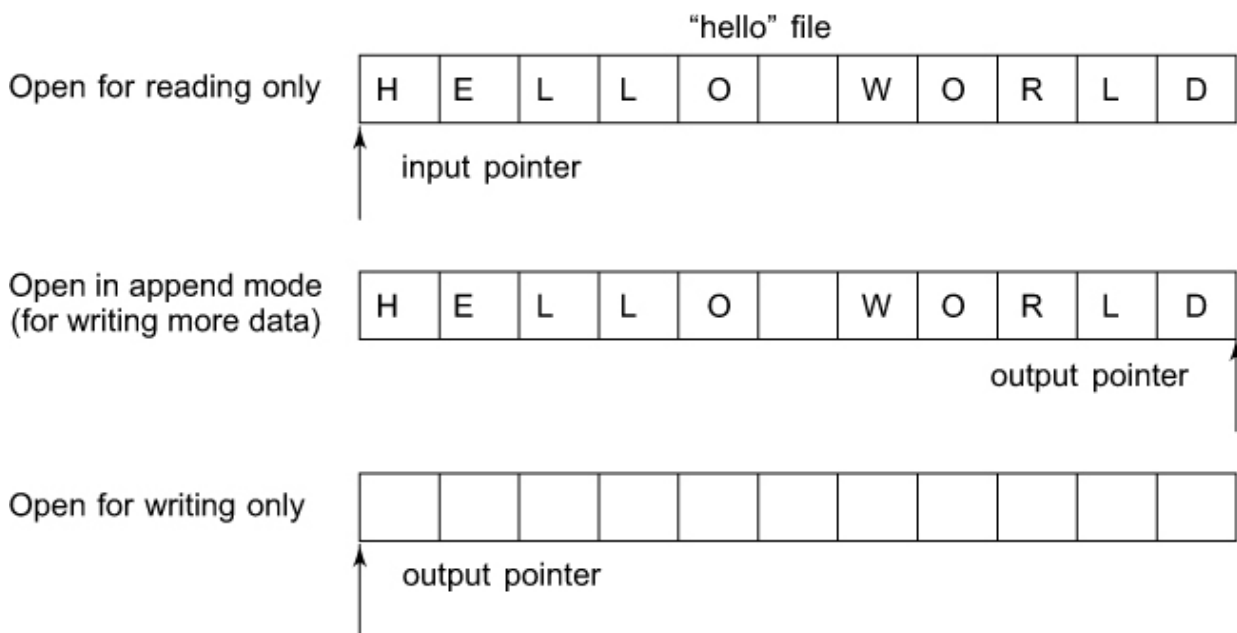 “hello” file
Open for reading only H E L L O W O R L D
input pointer
Open in append mode
(for writing more data) H E L L O W O R L D
output pointer
Open for writing only
output pointer